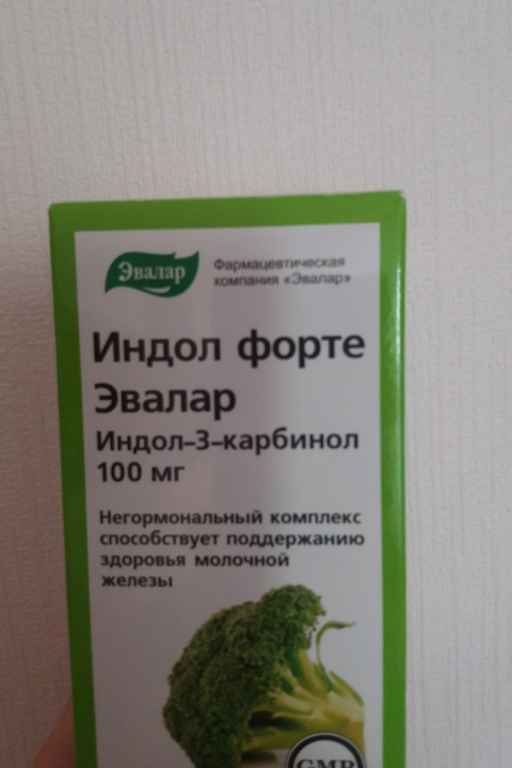 Эвалар
Фармацевтическая
компания «Эвалар»
Индол форте
Эвалар
Индол-3-карбинол
100 мг
Негормональный комплекс
способствует поддержанию
здоровья молочной
железы
GMP